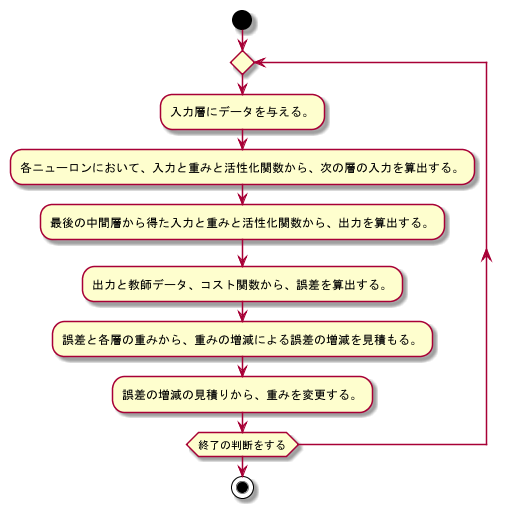 入力層にデータを与える。
各ニューロンにおいて、入力と重みと活性化関数から、次の層の入力を算出する。
最後の中間層から得た入力と重みと活性化関数から、出力を算出する。
出力と教師データ、コスト関数から、誤差を算出する。
誤差と各層の重みから、重みの増減による誤差の増減を見積もる。
誤差の増減の見積りから、重みを変更する。
終了の判断をする